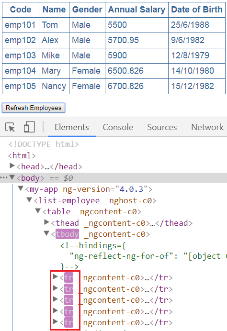 Code Name Gender Annual Salary Date of Birth
emp101 Tom Male 5500 25/6/1988
emp102 Alex Male 5700.95 9/6/1982
emp103 Mike Male 5900 12/8/1979
emp104 Mary Female 6500.826 14/10/1980
emp105 Nancy Female 6700.826 15/12/1982
Refresh Employees
Elements Console Sources
<!DOCTYPE html>
<html>
<head>…</head>
<body> == $0
<my-app ng-version="4.0.3">
<list-employee _nghost-c0>
<table _ngcontent-c0>
<thead _ngcontent-c0>…</thead>
<tbody _ngcontent-c0>
<!--bindings={
"ng-reflect-ng-for-of": "[object
}-->
<tr _ngcontent-c0>…</tr>
<tr _ngcontent-c0>…</tr>
<tr _ngcontent-c0>…</tr>
<tr _ngcontent-c0>…</tr>
<tr _ngcontent-c0>…</tr>